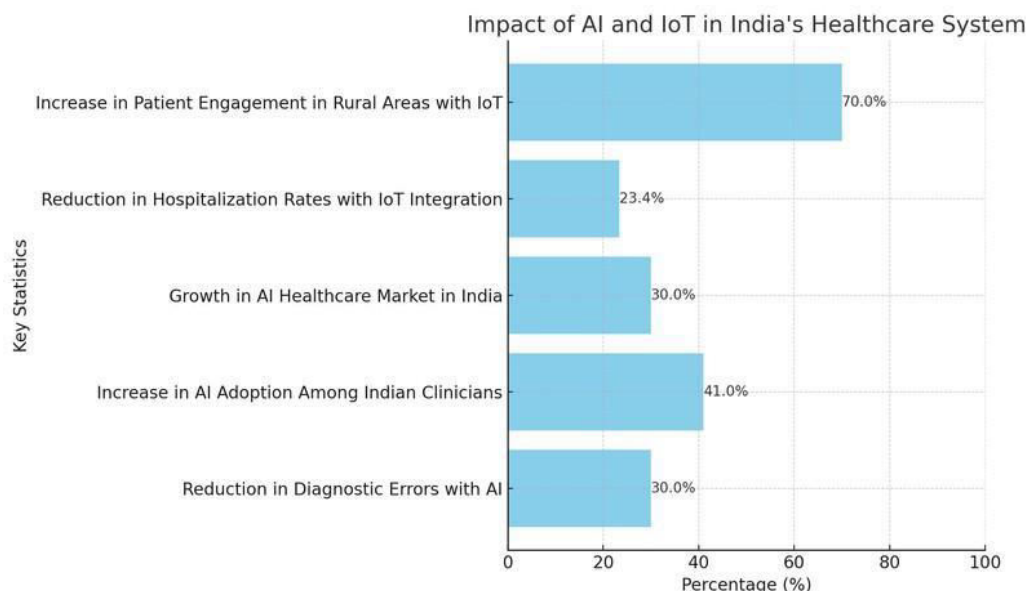 Impact of AI and IoT in India's Healthcare System
Increase in Patient Engagement in Rural Areas with IoT
70.0%
Reduction in Hospitalization Rates with IoT Integration
23.4%
Growth in AI Healthcare Market in India
30.0%
Increase in AI Adoption Among Indian Clinicians
41.0%
Reduction in Diagnostic Errors with AI
30.0%
Key Statistics
0 20 40 60 80 100
Percentage (%)